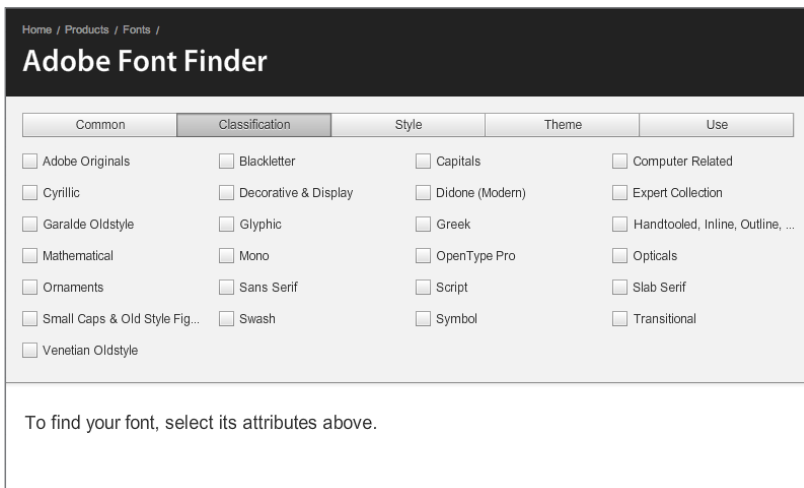 Home / Products / Fonts /
Adobe Font Finder
Common Classification Style Theme Use
Adobe Originals Blackletter Capitals Computer Related
Cyrillic Decorative & Display Didone (Modern) Expert Collection
Garalde Oldstyle Glyphic Greek Handtooled, Inline, Outline, ...
Mathematical Mono OpenType Pro Opticals
Ornaments Sans Serif Script Slab Serif
Small Caps & Old Style Fig... Swash Symbol Transitional
Venetian Oldstyle
To find your font, select its attributes above.